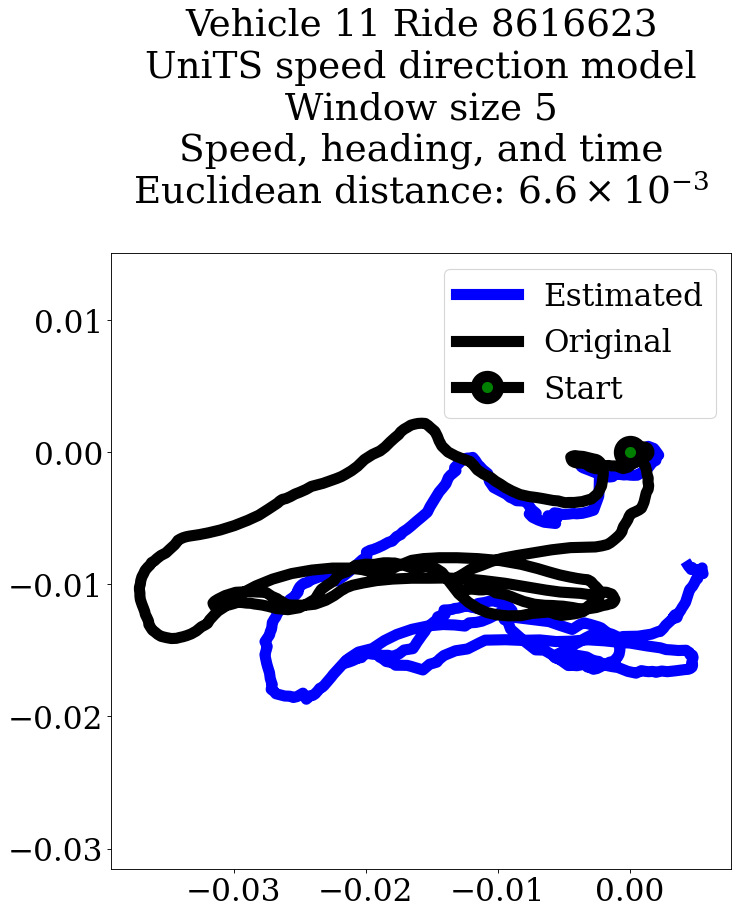 Vehicle 11 Ride 8616623
UniTS speed direction model
Window size 5
Speed, heading, and time
Euclidean distance: 6.6 × 10⁻³
Estimated
Original
Start
0.01
0.00
−0.01
−0.02
−0.03
−0.03 −0.02 −0.01 0.00